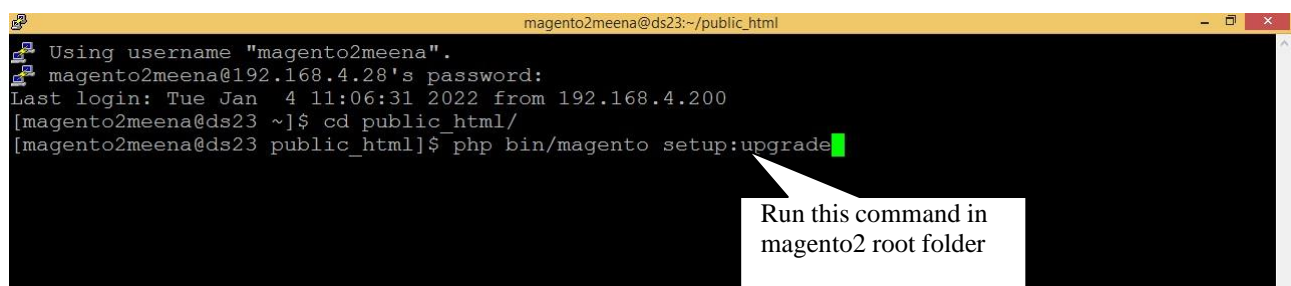 magento2meena@ds23:~/public_html
Using username "magento2meena".
magento2meena@192.168.4.28's password:
Last login: Tue Jan  4 11:06:31 2022 from 192.168.4.200
[magento2meena@ds23 ~]$ cd public_html/
[magento2meena@ds23 public_html]$ php bin/magento setup:upgrade
Run this command in
magento2 root folder